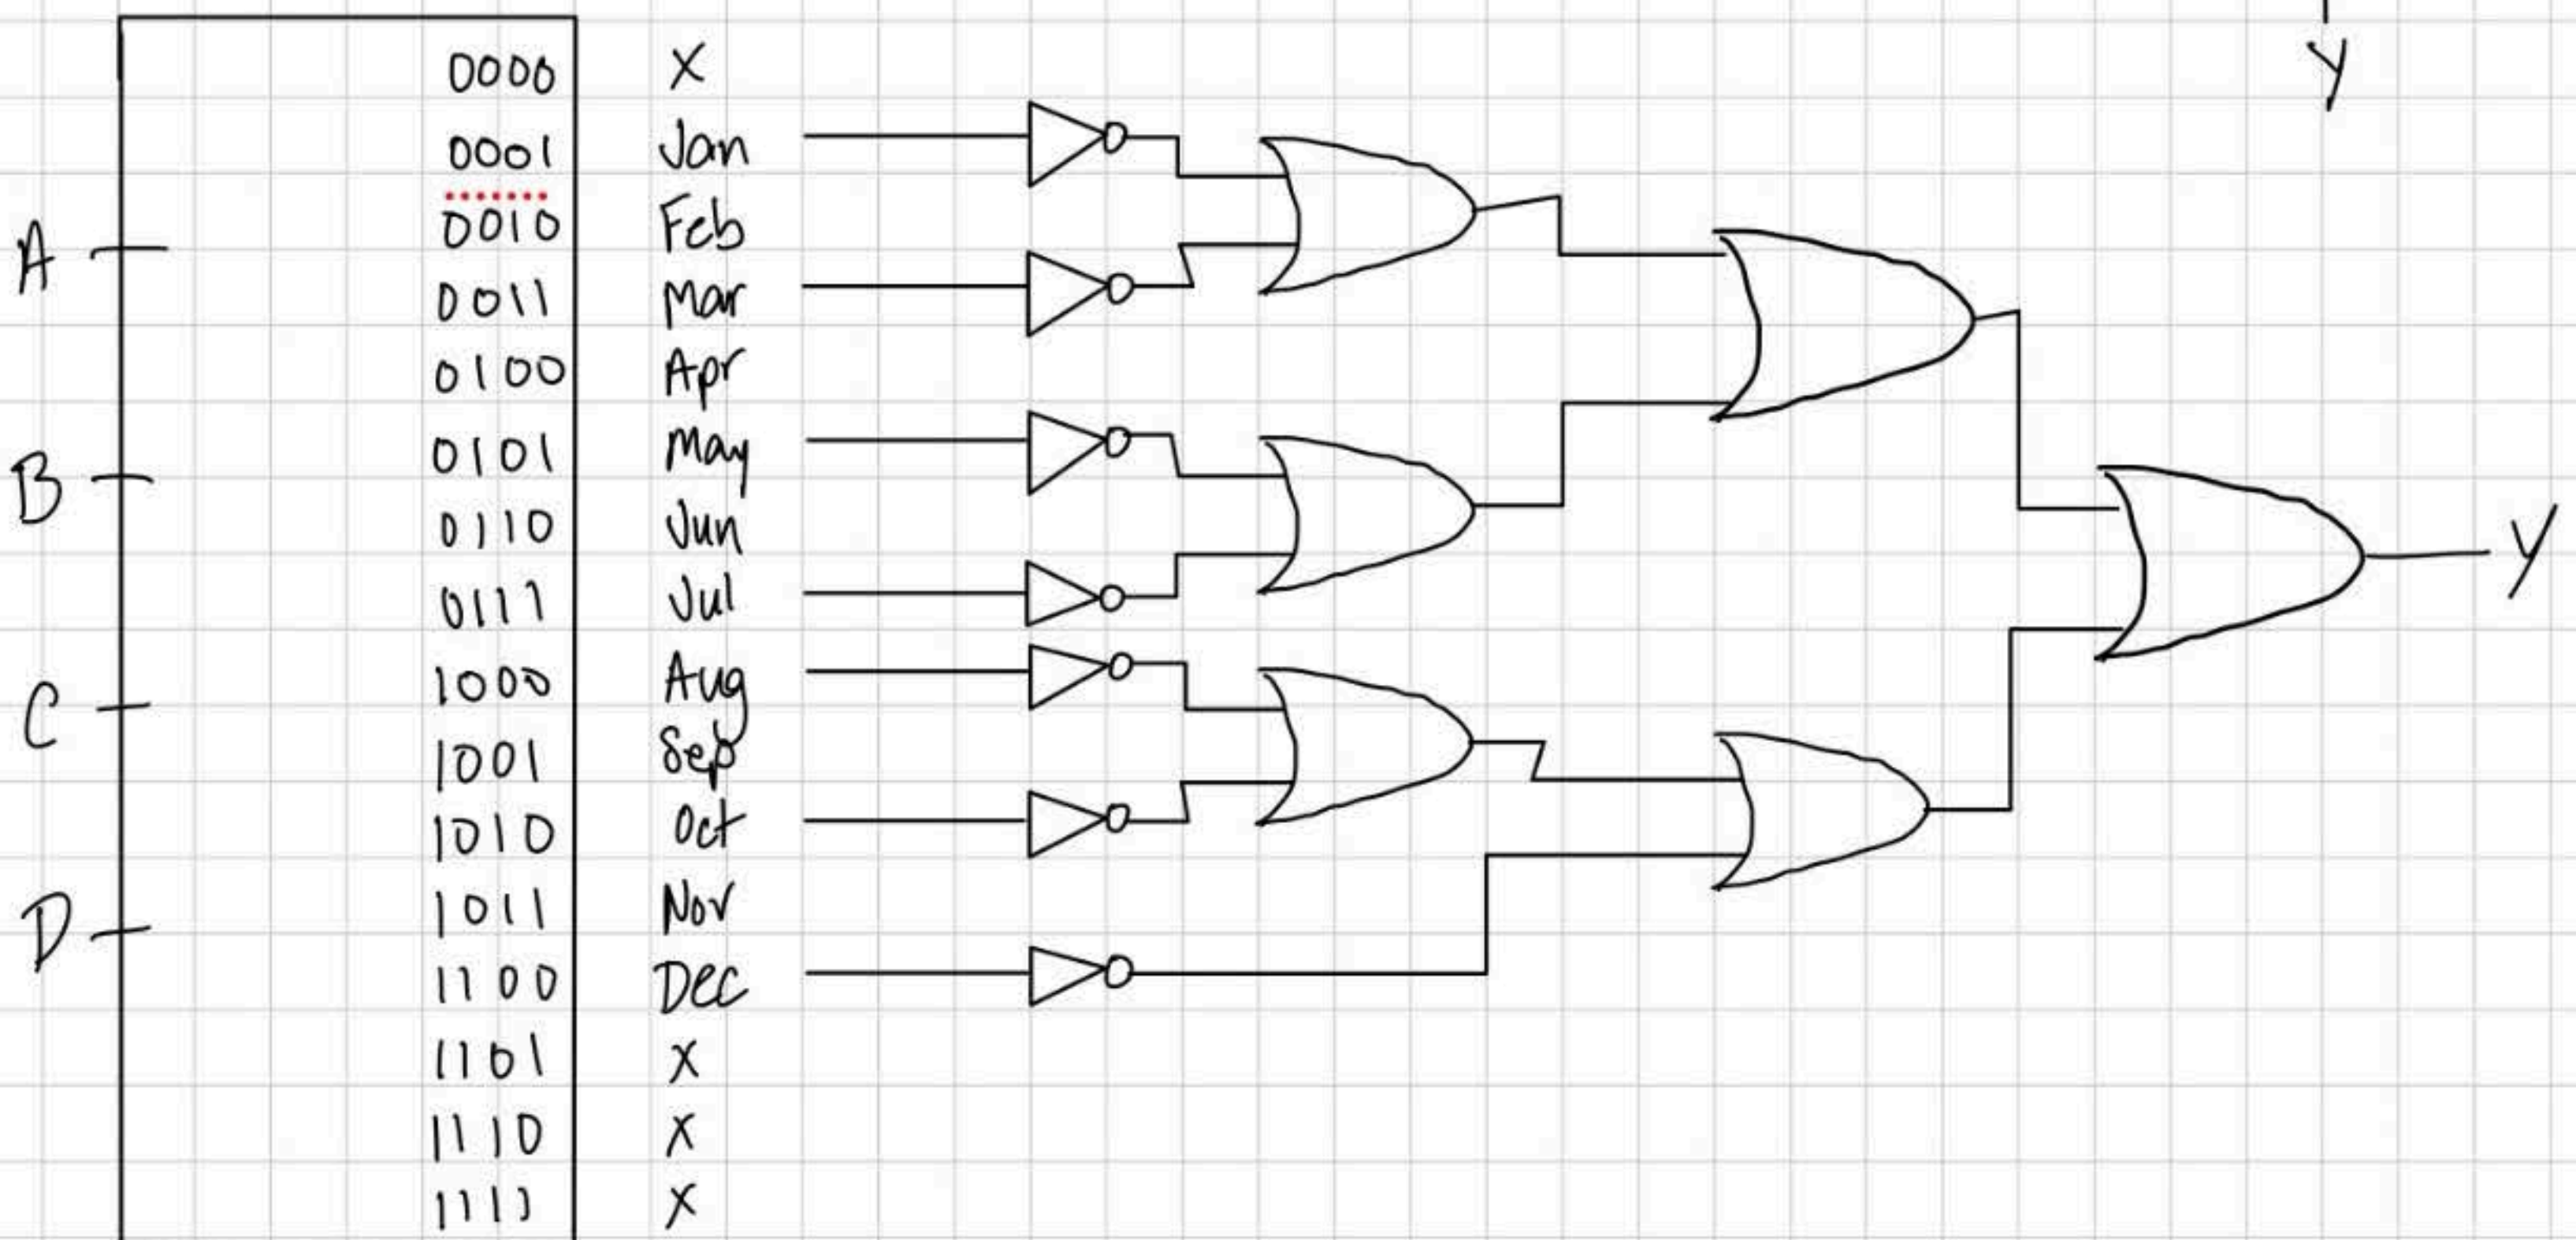 y
0000 X
0001 Jan
A
0010 Feb
0011 Mar
0100 Apr
B
0101 May
0110 Jun
y
0111 Jul
C
1000 Aug
1001 Sep
1010 Oct
D
1011 Nov
1100 Dec
1101 X
1110 X
1111 X